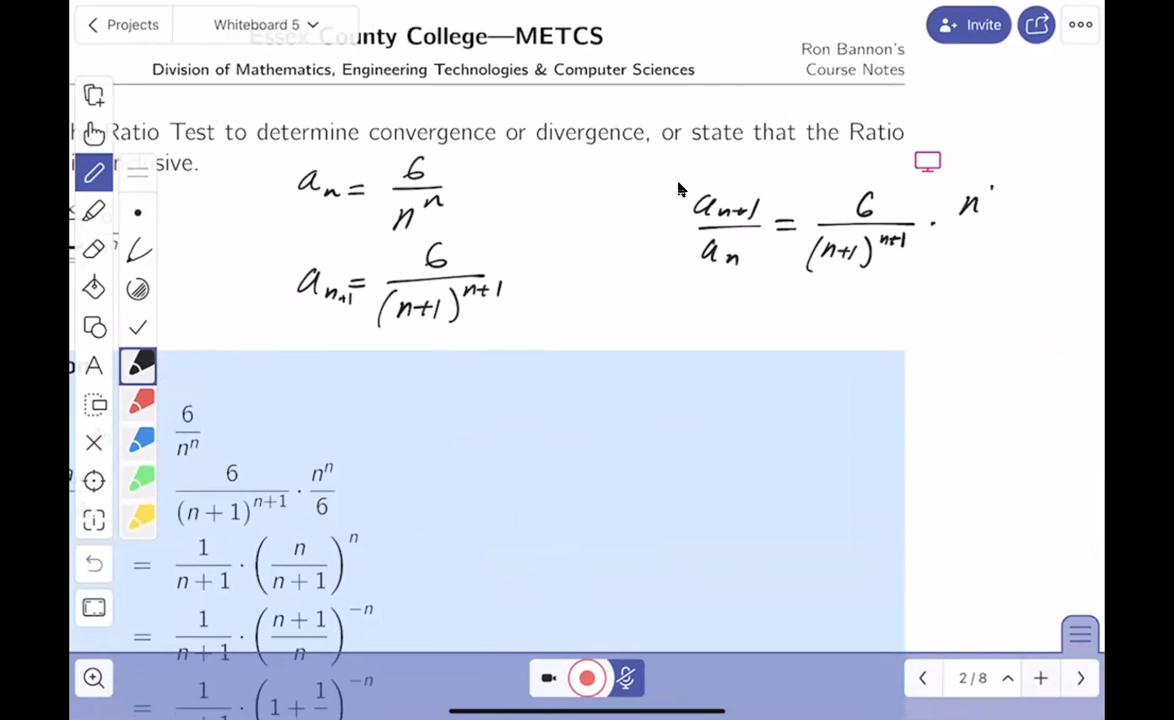 Projects
Whiteboard 5
Invite
Essex County College—METCS
Division of Mathematics, Engineering Technologies & Computer Sciences
Ron Bannon's
Course Notes
Ratio Test to determine convergence or divergence, or state that the Ratio
sive.
a_n = 6/n^n
a_{n+1} = 6/(n+1)^{n+1}
a_{n+1}/a_n = 6/(n+1)^{n+1} · n
6/n^n
6/(n+1)^{n+1} · n^n/6
= 1/(n+1) · (n/(n+1))^n
= 1/(n+1) · ((n+1)/n)^{-n}
= 1 · (1 + 1)^{-n}
A
2/8